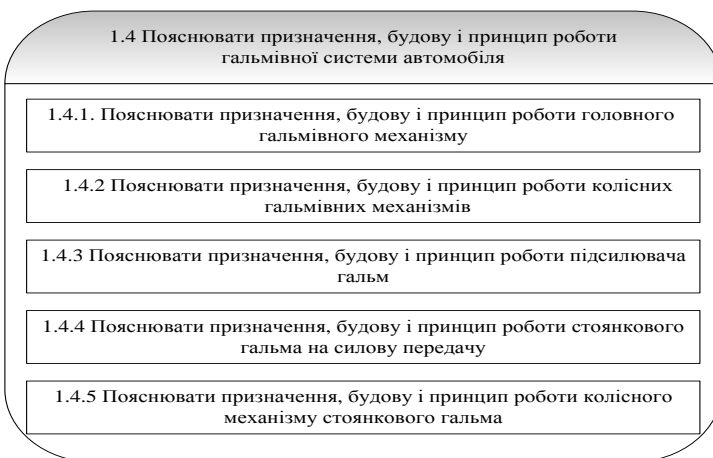 1.4 Пояснювати призначення, будову і принцип роботи
гальмівної системи автомобіля
1.4.1. Пояснювати призначення, будову і принцип роботи головного
гальмівного механізму
1.4.2 Пояснювати призначення, будову і принцип роботи колісних
гальмівних механізмів
1.4.3 Пояснювати призначення, будову і принцип роботи підсилювача
гальм
1.4.4 Пояснювати призначення, будову і принцип роботи стоянкового
гальма на силову передачу
1.4.5 Пояснювати призначення, будову і принцип роботи колісного
механізму стоянкового гальма